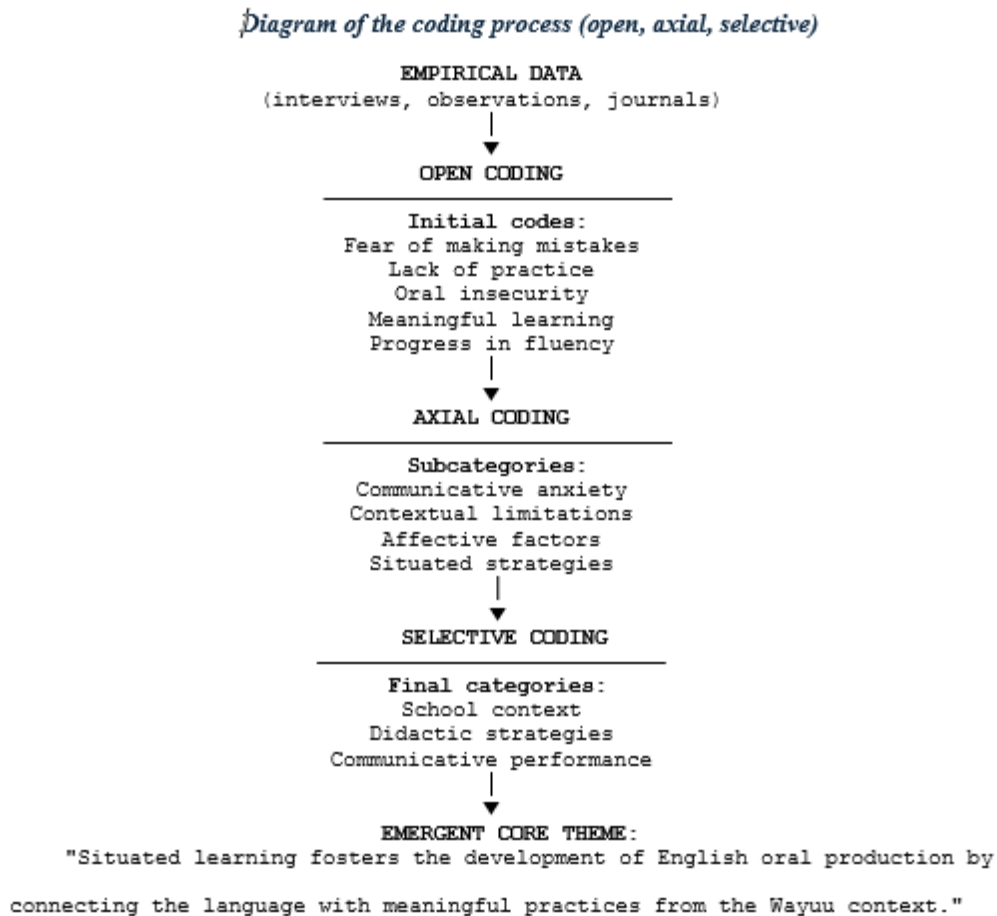 Diagram of the coding process (open, axial, selective)
EMPIRICAL DATA
(interviews, observations, journals)
OPEN CODING
Initial codes:
Fear of making mistakes
Lack of practice
Oral insecurity
Meaningful learning
Progress in fluency
AXIAL CODING
Subcategories:
Communicative anxiety
Contextual limitations
Affective factors
Situated strategies
SELECTIVE CODING
Final categories:
School context
Didactic strategies
Communicative performance
EMERGENT CORE THEME:
"Situated learning fosters the development of English oral production by
connecting the language with meaningful practices from the Wayuu context."